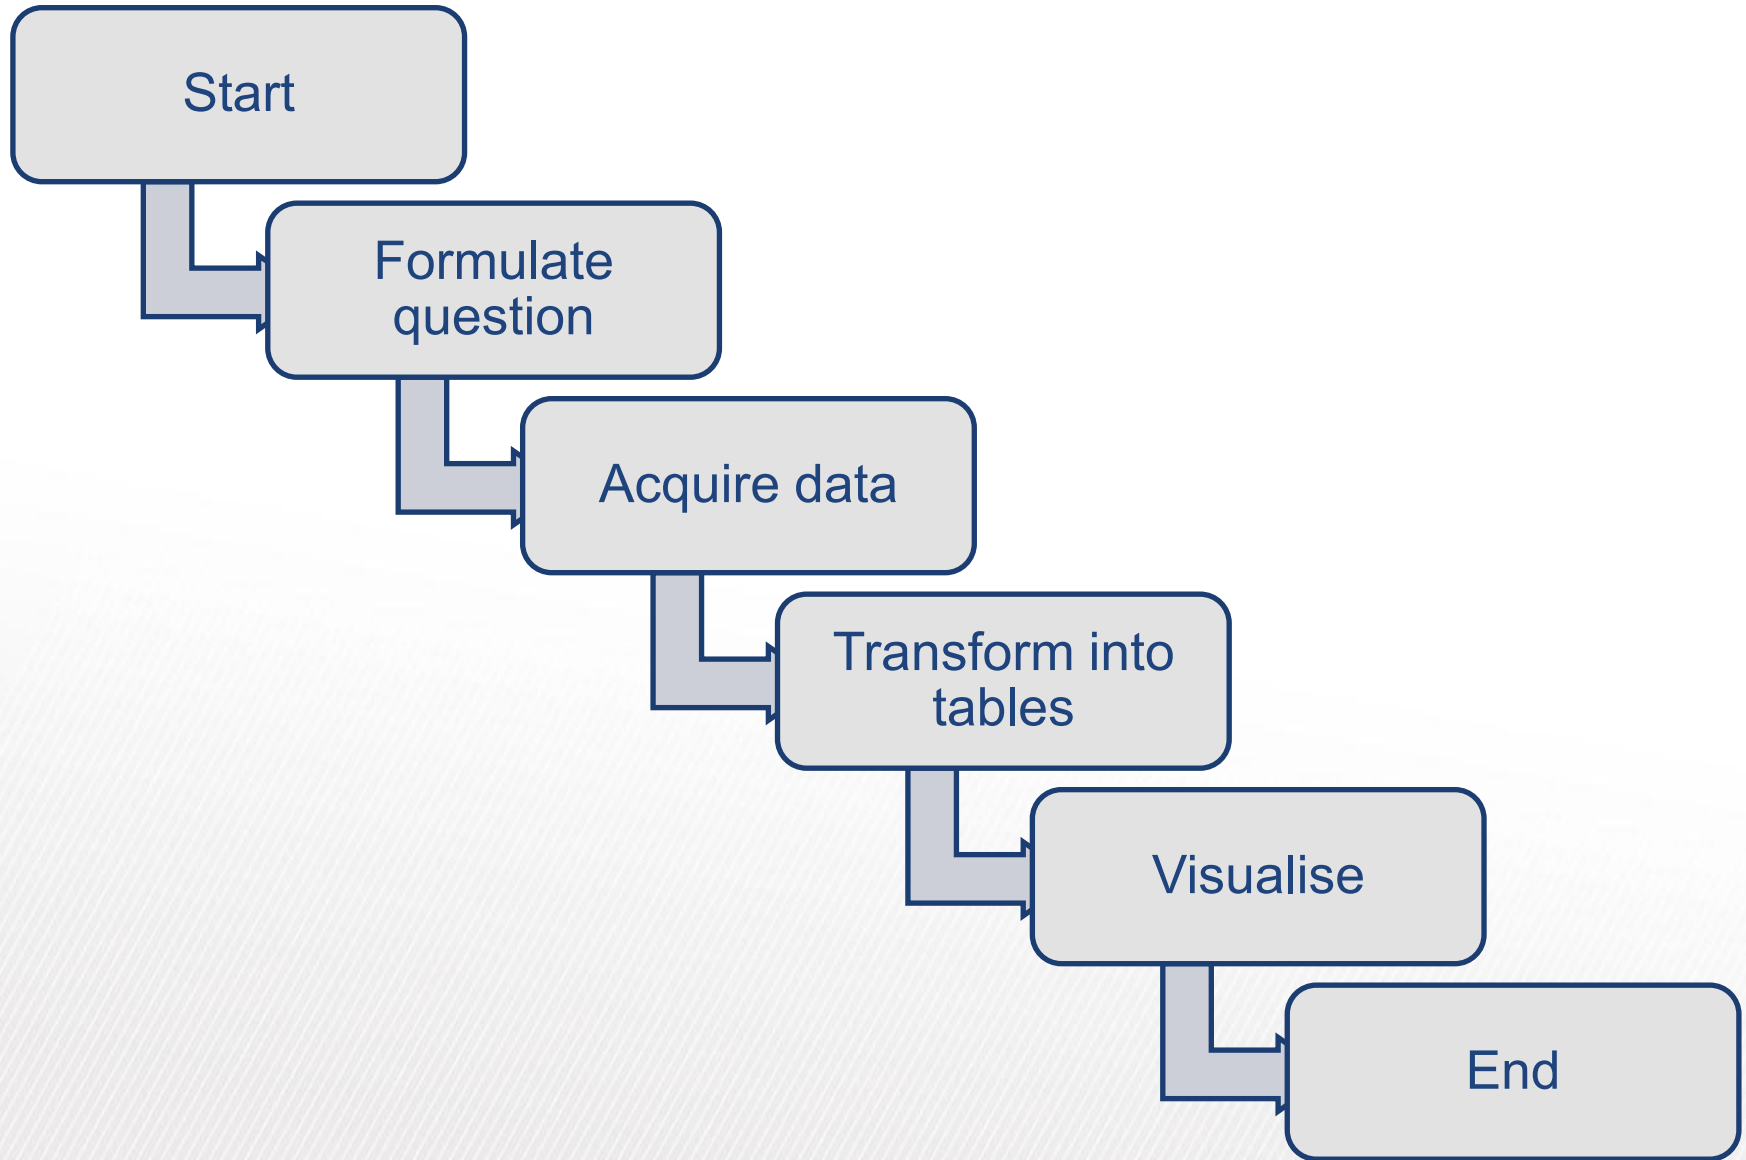 Start
Formulate
question
Acquire data
Transform into
tables
Visualise
End